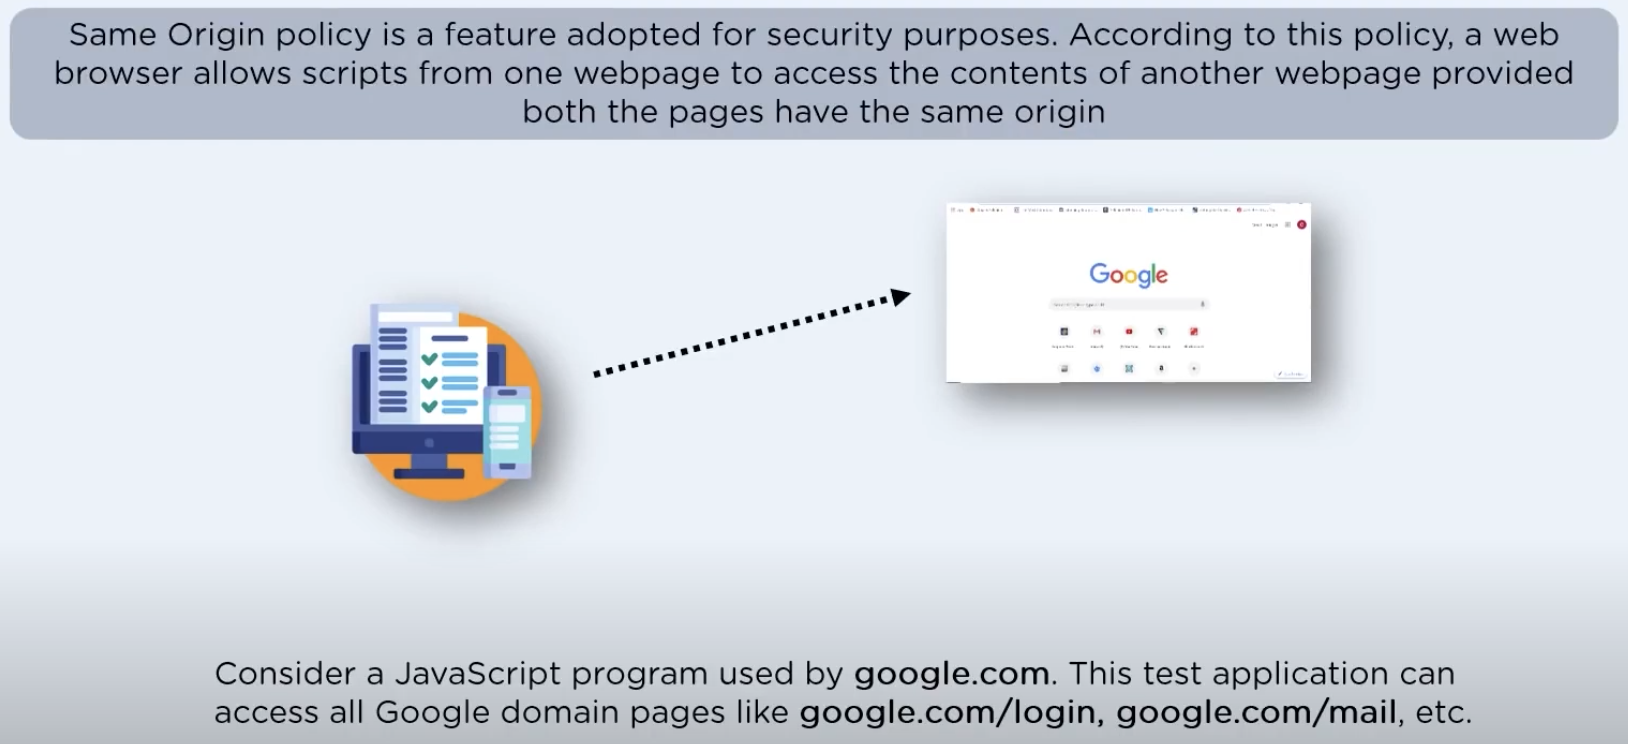 Same Origin policy is a feature adopted for security purposes. According to this policy, a web
browser allows scripts from one webpage to access the contents of another webpage provided
both the pages have the same origin
Google
Consider a JavaScript program used by google.com. This test application can
access all Google domain pages like google.com/login, google.com/mail, etc.